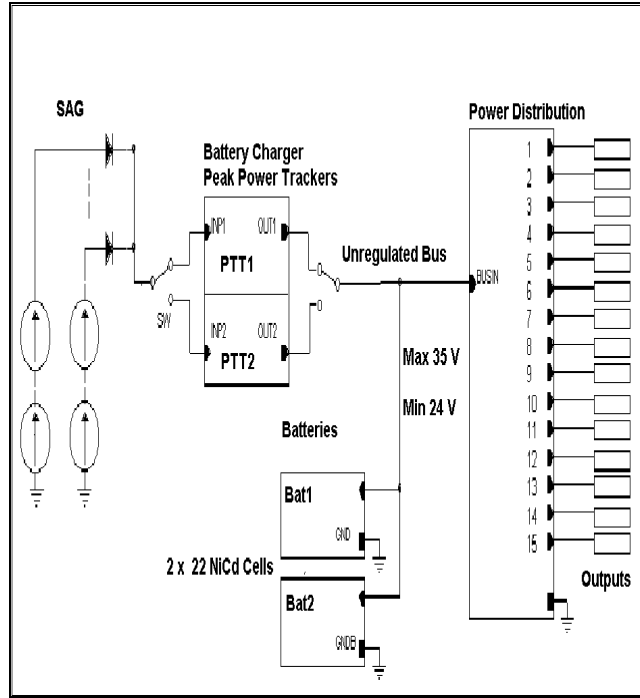 SAG
Power Distribution
Battery Charger
Peak Power Trackers
INP1
OUT1
PTT1
SW
INP2
OUT2
PTT2
Unregulated Bus
BUSIN
Max 35 V
Min 24 V
Batteries
Bat1
GND
2 x 22 NiCd Cells
Bat2
GNDB
1
2
3
4
5
6
7
8
9
10
11
12
13
14
15
Outputs